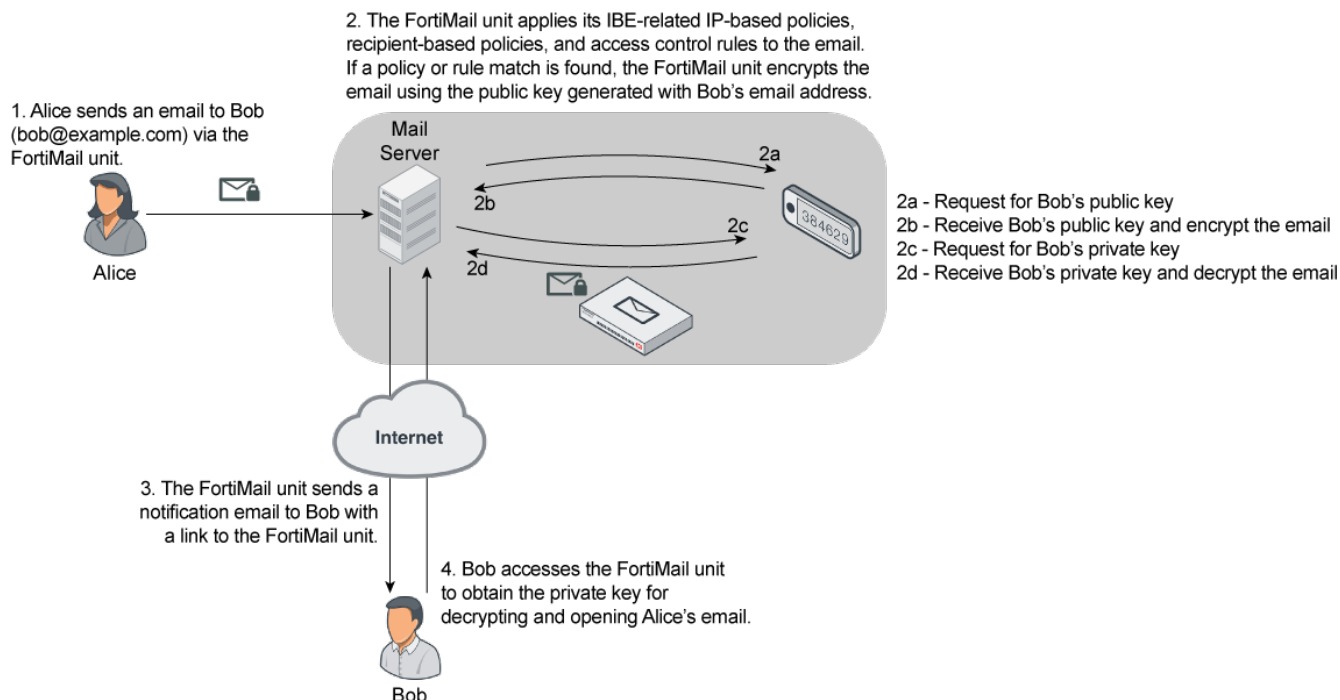 2. The FortiMail unit applies its IBE-related IP-based policies,
recipient-based policies, and access control rules to the email.
If a policy or rule match is found, the FortiMail unit encrypts the
email using the public key generated with Bob's email address.
1. Alice sends an email to Bob
(bob@example.com) via the
FortiMail unit.
Mail
Server
2a
2b
2c
2d
384629
Alice
2a - Request for Bob's public key
2b - Receive Bob's public key and encrypt the email
2c - Request for Bob's private key
2d - Receive Bob's private key and decrypt the email
Internet
3. The FortiMail unit sends a
notification email to Bob with
a link to the FortiMail unit.
4. Bob accesses the FortiMail unit
to obtain the private key for
decrypting and opening Alice's email.
Bob